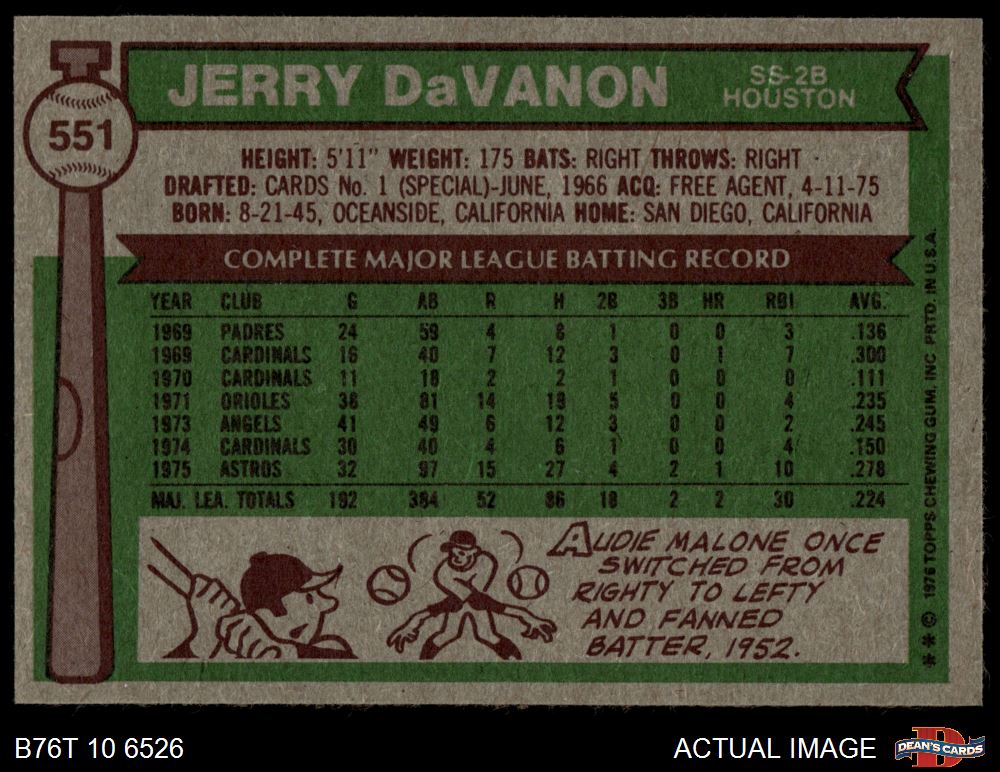 551
JERRY DaVANON
SS-2B
HOUSTON
HEIGHT: 5'11" WEIGHT: 175 BATS: RIGHT THROWS: RIGHT
DRAFTED: CARDS No. 1 (SPECIAL)-JUNE, 1966 ACQ: FREE AGENT, 4-11-75
BORN: 8-21-45, OCEANSIDE, CALIFORNIA HOME: SAN DIEGO, CALIFORNIA
COMPLETE MAJOR LEAGUE BATTING RECORD
YEAR CLUB G AB R H 2B 3B HR RBI AVG.
1969 PADRES 24 59 4 8 1 0 0 3 .136
1969 CARDINALS 16 40 7 12 3 0 1 7 .300
1970 CARDINALS 11 18 2 2 1 0 0 0 .111
1971 ORIOLES 38 81 14 19 5 0 0 4 .235
1973 ANGELS 41 49 6 12 3 0 0 2 .245
1974 CARDINALS 30 40 4 6 1 0 0 4 .150
1975 ASTROS 32 97 15 27 4 2 1 10 .278
MAJ. LEA. TOTALS 192 384 52 86 18 2 2 30 .224
AUDIE MALONE ONCE
SWITCHED FROM
RIGHTY TO LEFTY
AND FANNED
BATTER, 1952.
** © 1976 TOPPS CHEWING GUM, INC PRTD. IN U.S.A.
B76T 10 6526
ACTUAL IMAGE
D
DEAN'S CARDS